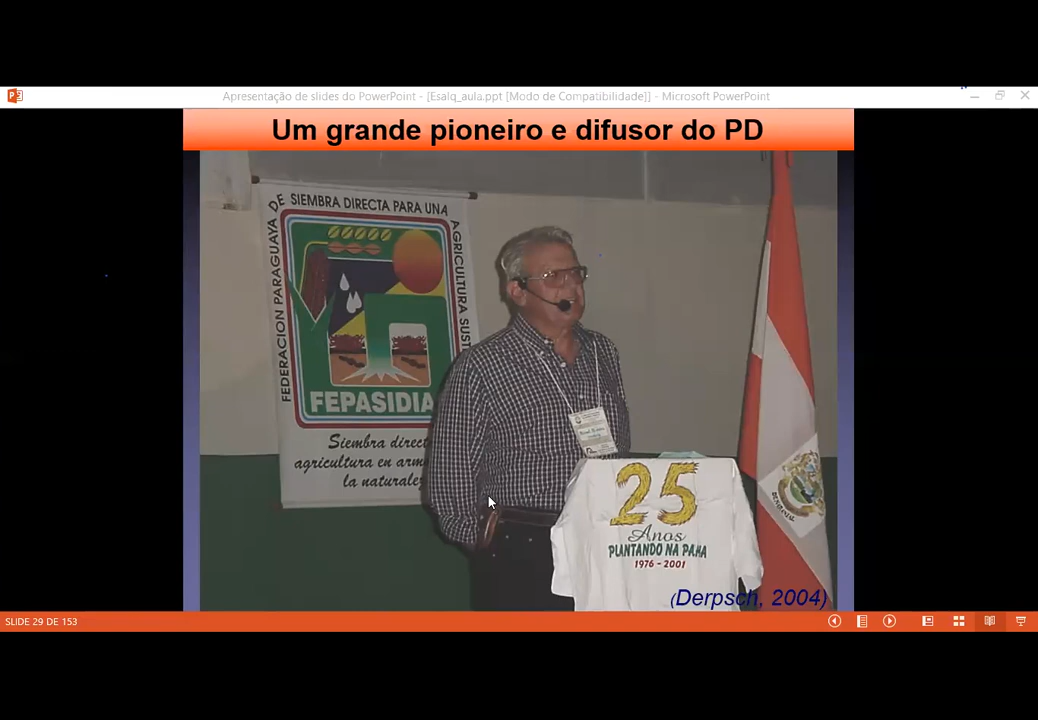 Apresentação de slides do PowerPoint - [Esalq_aula.ppt [Modo de Compatibilidade]] - Microsoft PowerPoint
Um grande pioneiro e difusor do PD
FEDERACION PARAGUAYA DE SIEMBRA DIRECTA PARA UNA AGRICULTURA SUST
FEPASIDIA
Siembra direct
agricultura en arm
la naturale
25
Anos
PLANTANDO NA PALHA
1976 - 2001
(Derpsch, 2004)
SLIDE 29 DE 153